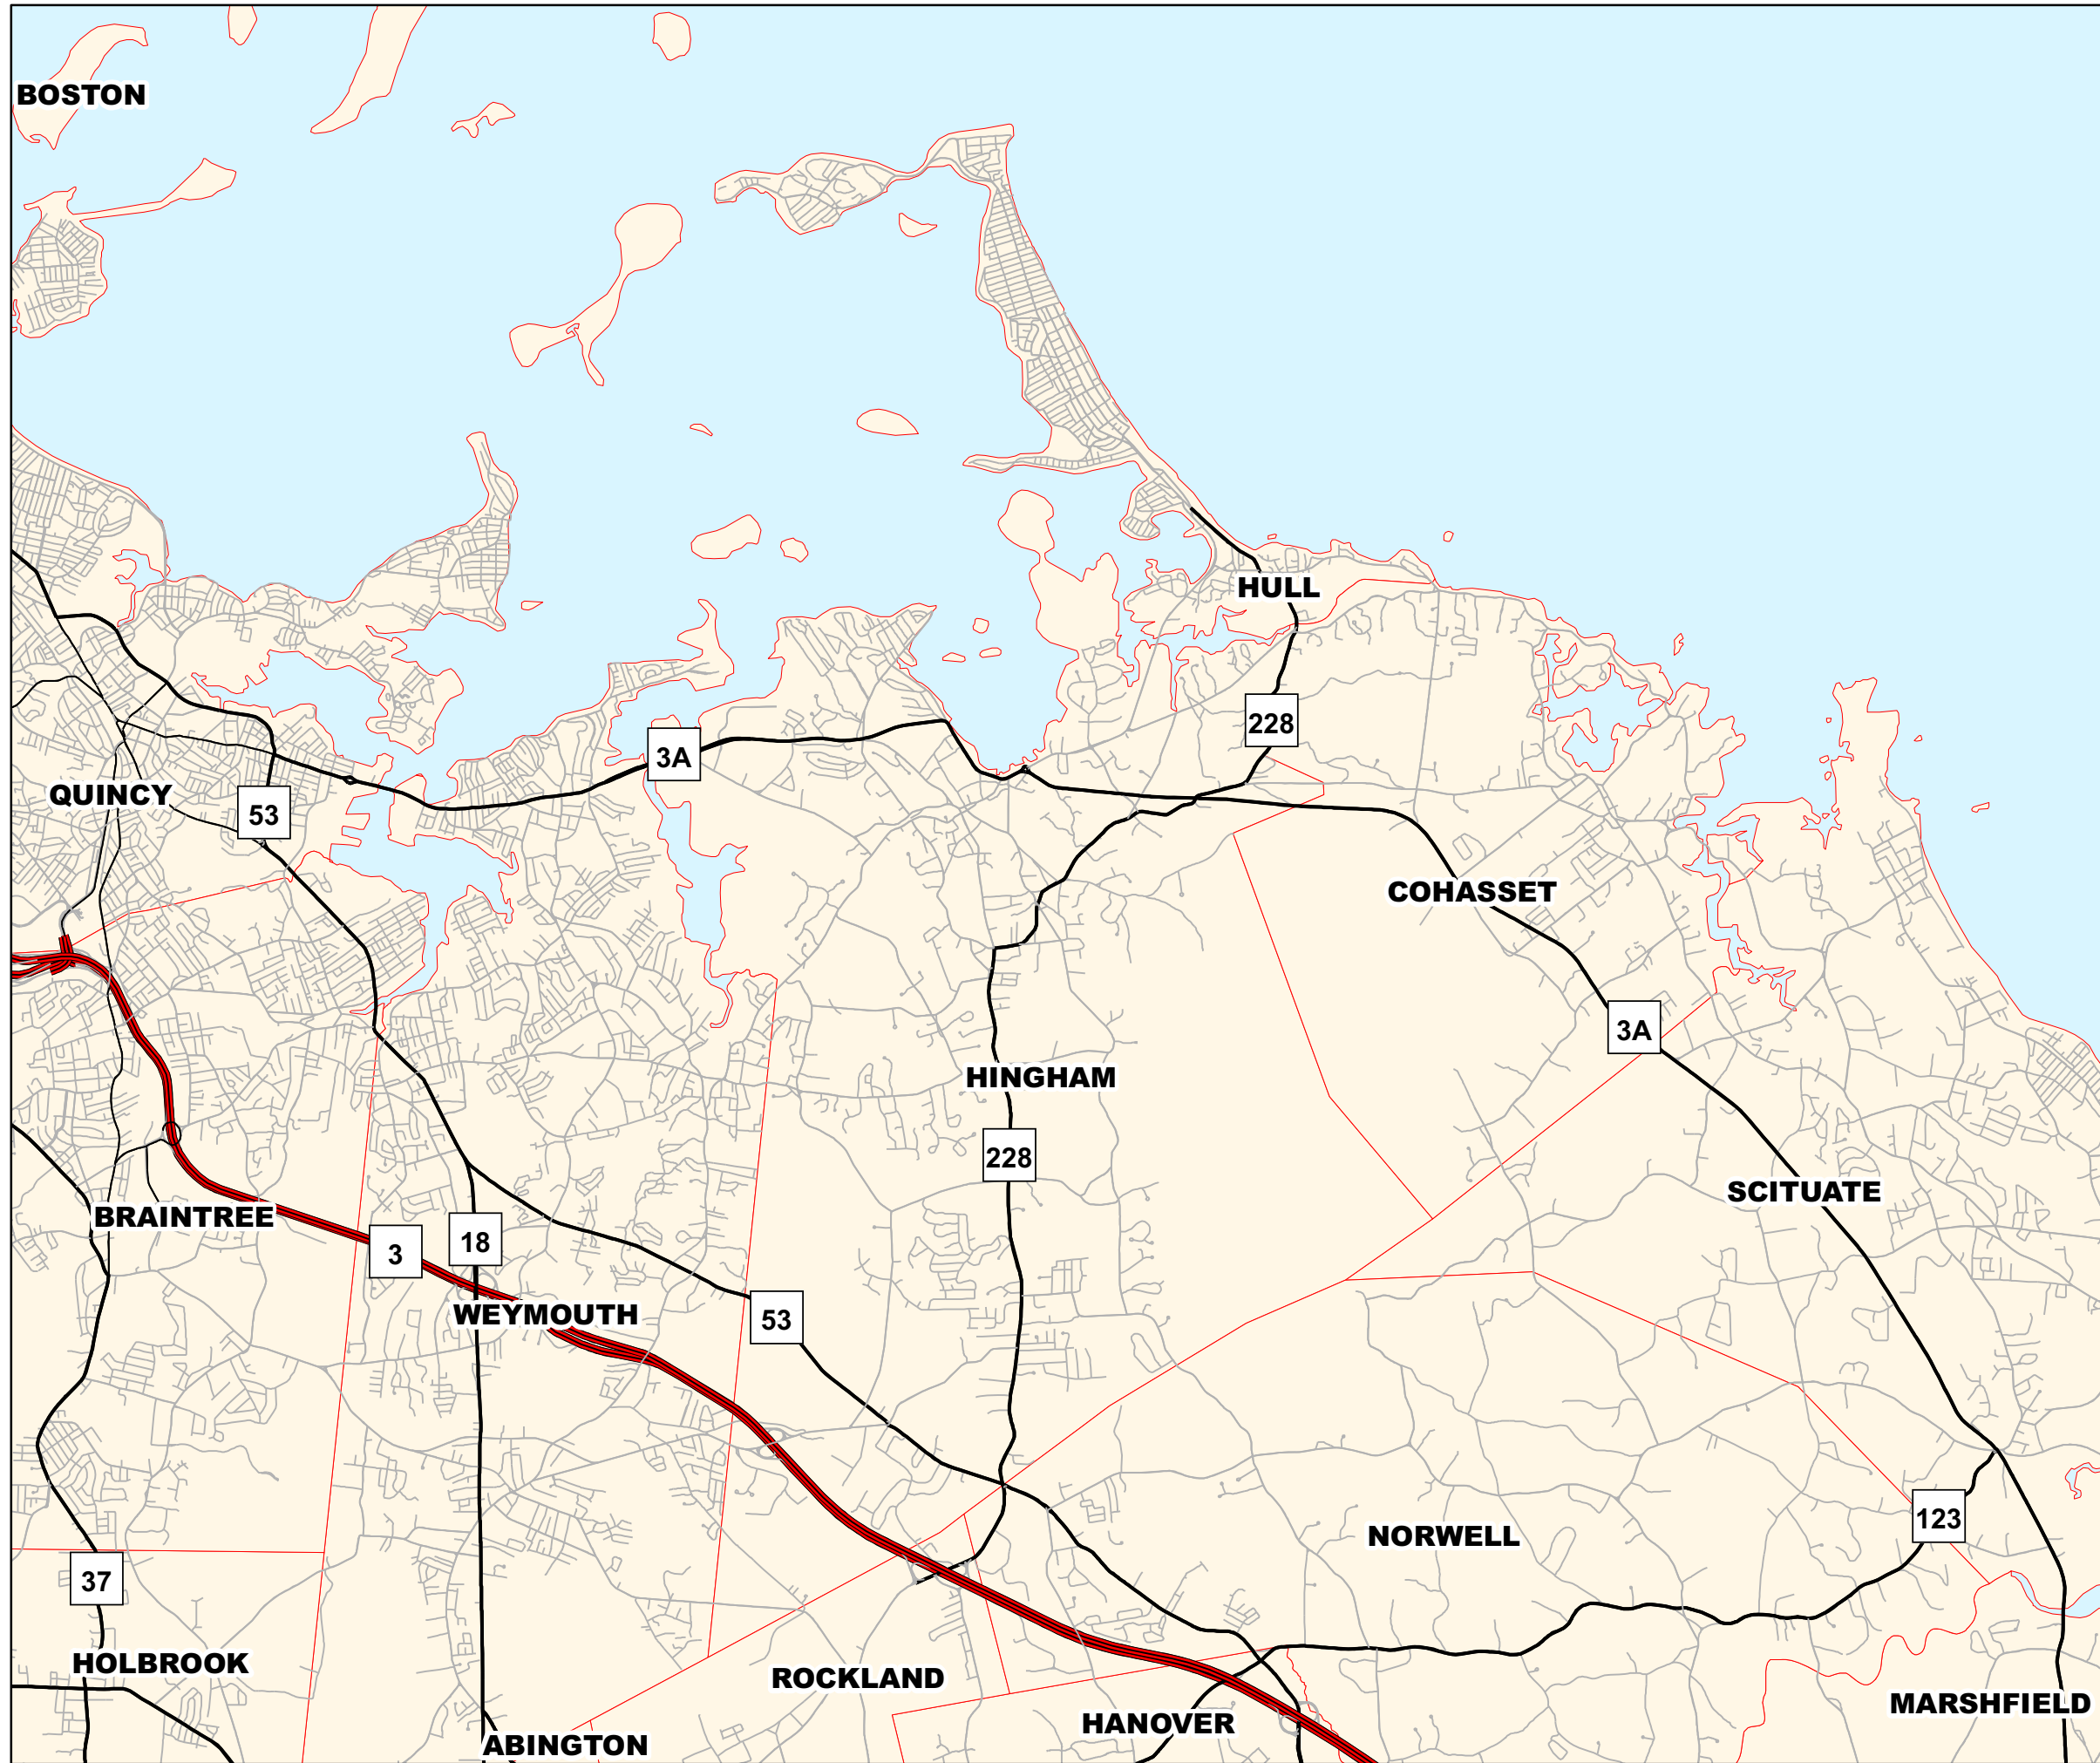 BOSTON
HULL
228
3A
QUINCY
53
COHASSET
3A
HINGHAM
228
SCITUATE
BRAINTREE
3
18
WEYMOUTH
53
123
NORWELL
37
HOLBROOK
ROCKLAND
MARSHFIELD
HANOVER
ABINGTON